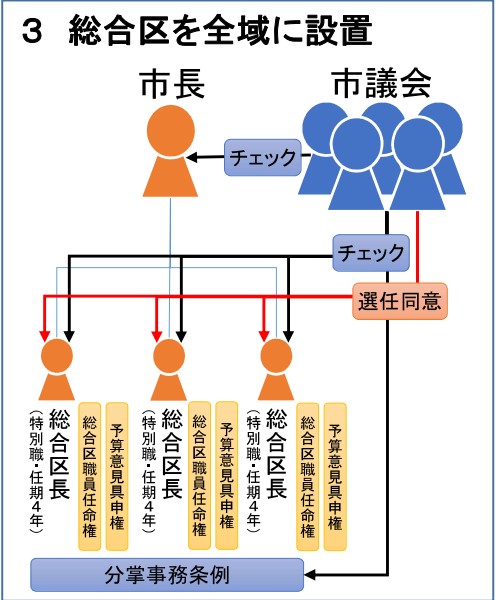 3 総合区を全域に設置
市長
市議会
チェック
チェック
選任同意
総合区長
(特別職・任期4年)
総合区職員任命権
予算意見具申権
総合区長
(特別職・任期4年)
総合区職員任命権
予算意見具申権
総合区長
(特別職・任期4年)
総合区職員任命権
予算意見具申権
分掌事務条例